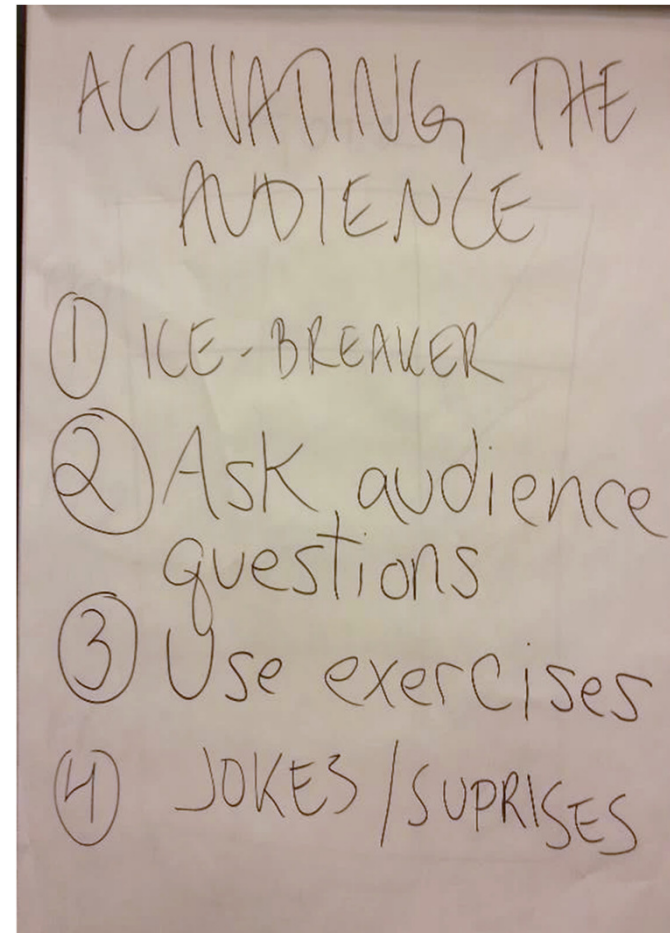 ACTIVATING THE
AUDIENCE
1 ICE-BREAKER
2 Ask audience
questions
3 Use exercises
4 JOKES/SUPRISES